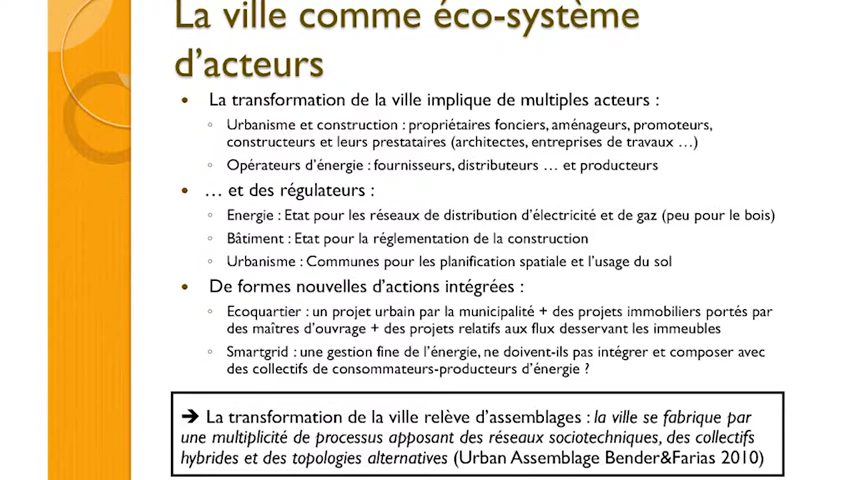 La ville comme éco-système
d'acteurs
• La transformation de la ville implique de multiples acteurs :
◦ Urbanisme et construction : propriétaires fonciers, aménageurs, promoteurs,
constructeurs et leurs prestataires (architectes, entreprises de travaux …)
◦ Opérateurs d'énergie : fournisseurs, distributeurs … et producteurs
• … et des régulateurs :
◦ Energie : Etat pour les réseaux de distribution d'électricité et de gaz (peu pour le bois)
◦ Bâtiment : Etat pour la réglementation de la construction
◦ Urbanisme : Communes pour les planification spatiale et l'usage du sol
• De formes nouvelles d'actions intégrées :
◦ Ecoquartier : un projet urbain par la municipalité + des projets immobiliers portés par
des maîtres d'ouvrage + des projets relatifs aux flux desservant les immeubles
◦ Smartgrid : une gestion fine de l'énergie, ne doivent-ils pas intégrer et composer avec
des collectifs de consommateurs-producteurs d'énergie ?
➔ La transformation de la ville relève d'assemblages : la ville se fabrique par
une multiplicité de processus apposant des réseaux sociotechniques, des collectifs
hybrides et des topologies alternatives (Urban Assemblage Bender&Farias 2010)